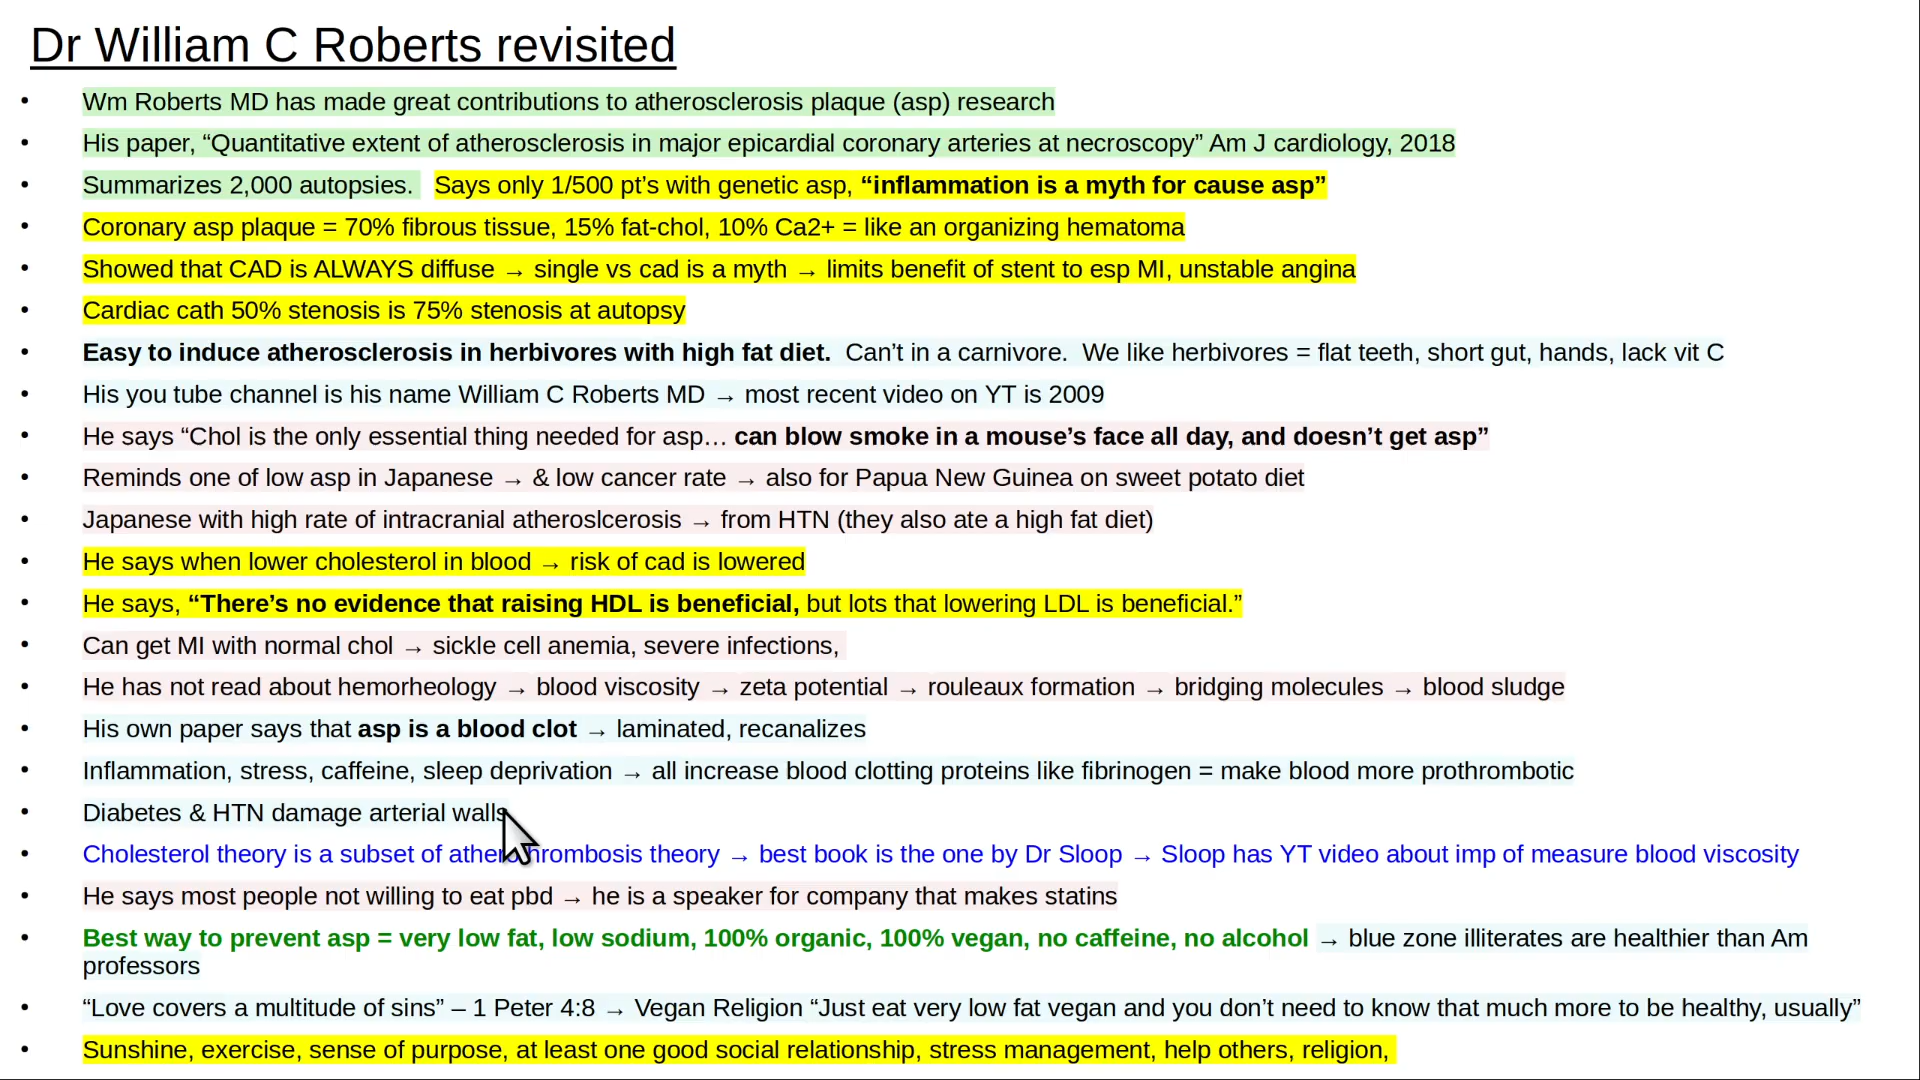 Dr William C Roberts revisited
• Wm Roberts MD has made great contributions to atherosclerosis plaque (asp) research
• His paper, “Quantitative extent of atherosclerosis in major epicardial coronary arteries at necroscopy” Am J cardiology, 2018
• Summarizes 2,000 autopsies. Says only 1/500 pt’s with genetic asp, “inflammation is a myth for cause asp”
• Coronary asp plaque = 70% fibrous tissue, 15% fat-chol, 10% Ca2+ = like an organizing hematoma
• Showed that CAD is ALWAYS diffuse → single vs cad is a myth → limits benefit of stent to esp MI, unstable angina
• Cardiac cath 50% stenosis is 75% stenosis at autopsy
• Easy to induce atherosclerosis in herbivores with high fat diet. Can’t in a carnivore. We like herbivores = flat teeth, short gut, hands, lack vit C
• His you tube channel is his name William C Roberts MD → most recent video on YT is 2009
• He says “Chol is the only essential thing needed for asp… can blow smoke in a mouse’s face all day, and doesn’t get asp”
• Reminds one of low asp in Japanese → & low cancer rate → also for Papua New Guinea on sweet potato diet
• Japanese with high rate of intracranial atheroslcerosis → from HTN (they also ate a high fat diet)
• He says when lower cholesterol in blood → risk of cad is lowered
• He says, “There’s no evidence that raising HDL is beneficial, but lots that lowering LDL is beneficial.”
• Can get MI with normal chol → sickle cell anemia, severe infections,
• He has not read about hemorheology → blood viscosity → zeta potential → rouleaux formation → bridging molecules → blood sludge
• His own paper says that asp is a blood clot → laminated, recanalizes
• Inflammation, stress, caffeine, sleep deprivation → all increase blood clotting proteins like fibrinogen = make blood more prothrombotic
• Diabetes & HTN damage arterial walls
• Cholesterol theory is a subset of atherothrombosis theory → best book is the one by Dr Sloop → Sloop has YT video about imp of measure blood viscosity
• He says most people not willing to eat pbd → he is a speaker for company that makes statins
• Best way to prevent asp = very low fat, low sodium, 100% organic, 100% vegan, no caffeine, no alcohol → blue zone illiterates are healthier than Am
professors
• “Love covers a multitude of sins” – 1 Peter 4:8 → Vegan Religion “Just eat very low fat vegan and you don’t need to know that much more to be healthy, usually”
• Sunshine, exercise, sense of purpose, at least one good social relationship, stress management, help others, religion,